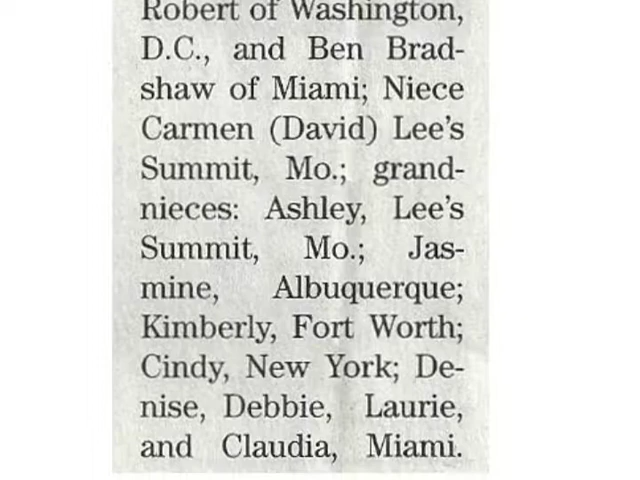 Robert of Washington,
D.C., and Ben Brad-
shaw of Miami; Niece
Carmen (David) Lee's
Summit, Mo.; grand-
nieces: Ashley, Lee's
Summit, Mo.; Jas-
mine, Albuquerque;
Kimberly, Fort Worth;
Cindy, New York; De-
nise, Debbie, Laurie,
and Claudia, Miami.